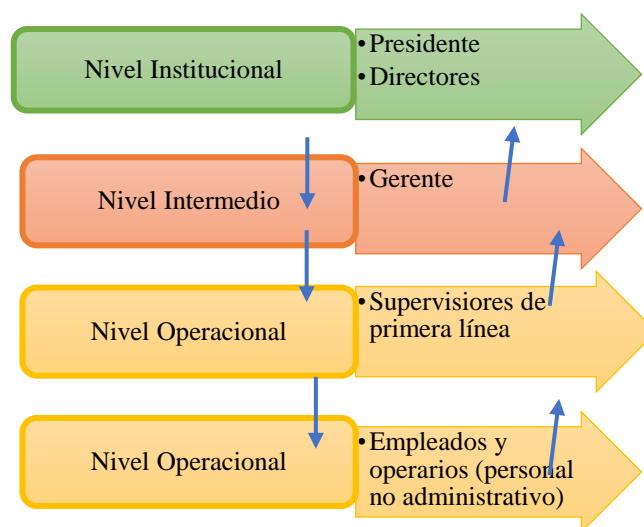 Nivel Institucional
• Presidente
• Directores
Nivel Intermedio
• Gerente
Nivel Operacional
• Supervisiores de
primera línea
Nivel Operacional
• Empleados y
operarios (personal
no administrativo)